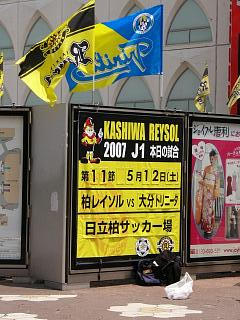 KASHIWA REYSOL
2007 J1 本日の試合
第11節 5月12日(土)
柏レイソル VS 大分トリニータ
日立柏サッカー場
Trinita